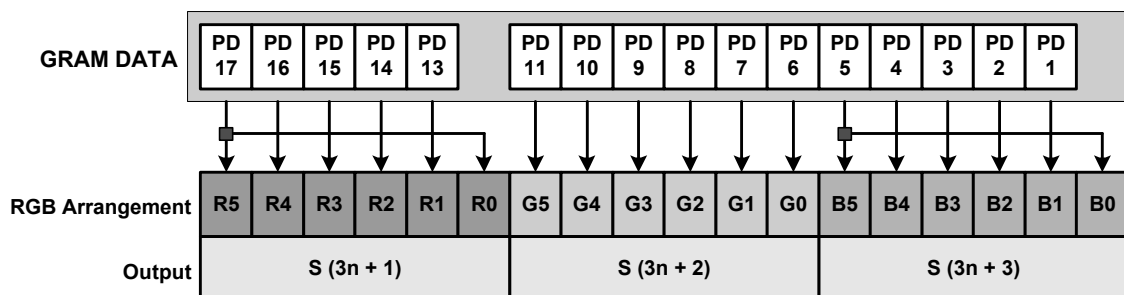 GRAM DATA
PD 17 PD 16 PD 15 PD 14 PD 13 PD 11 PD 10 PD 9 PD 8 PD 7 PD 6 PD 5 PD 4 PD 3 PD 2 PD 1
RGB Arrangement R5 R4 R3 R2 R1 R0 G5 G4 G3 G2 G1 G0 B5 B4 B3 B2 B1 B0
Output S (3n + 1) S (3n + 2) S (3n + 3)